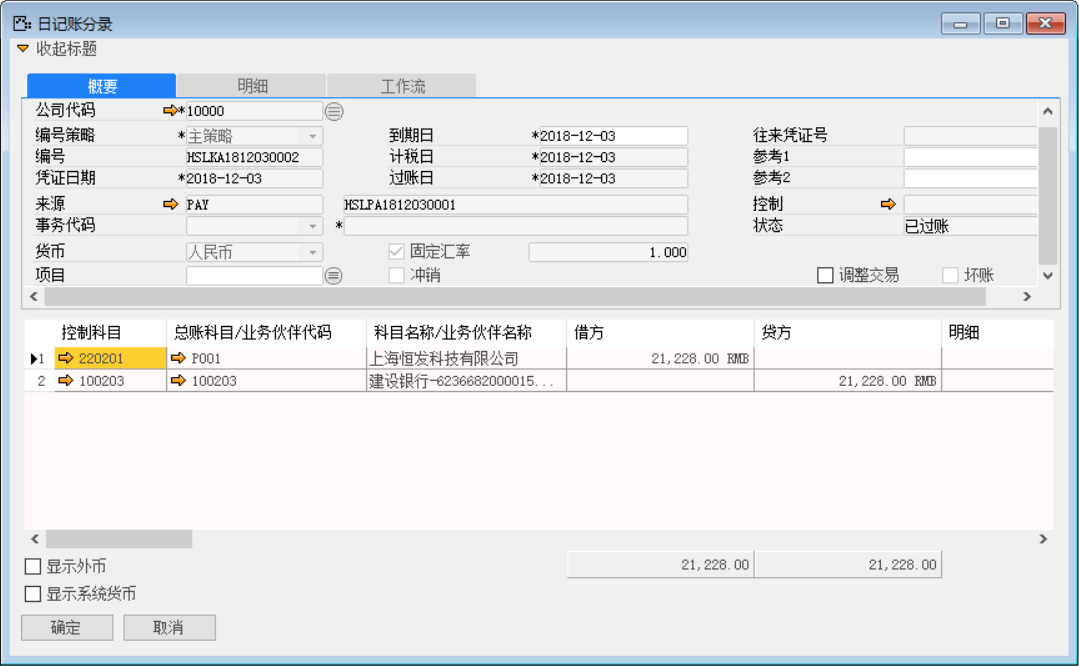 日记账分录
收起标题
概要 明细 工作流
公司代码 *10000
编号策略 *主策略 到期日 *2018-12-03 往来凭证号
编号 HSLKA1812030002 计税日 *2018-12-03 参考1
凭证日期 *2018-12-03 过账日 *2018-12-03 参考2
来源 PAY HSLPA1812030001 控制
事务代码 * 状态 已过账
货币 人民币 固定汇率 1.000
项目 冲销 调整交易 坏账
控制科目 总账科目/业务伙伴代码 科目名称/业务伙伴名称 借方 贷方 明细
1 220201 P001 上海恒发科技有限公司 21,228.00 RMB
2 100203 100203 建设银行-6236682000015... 21,228.00 RMB
显示外币 21,228.00 21,228.00
显示系统货币
确定 取消